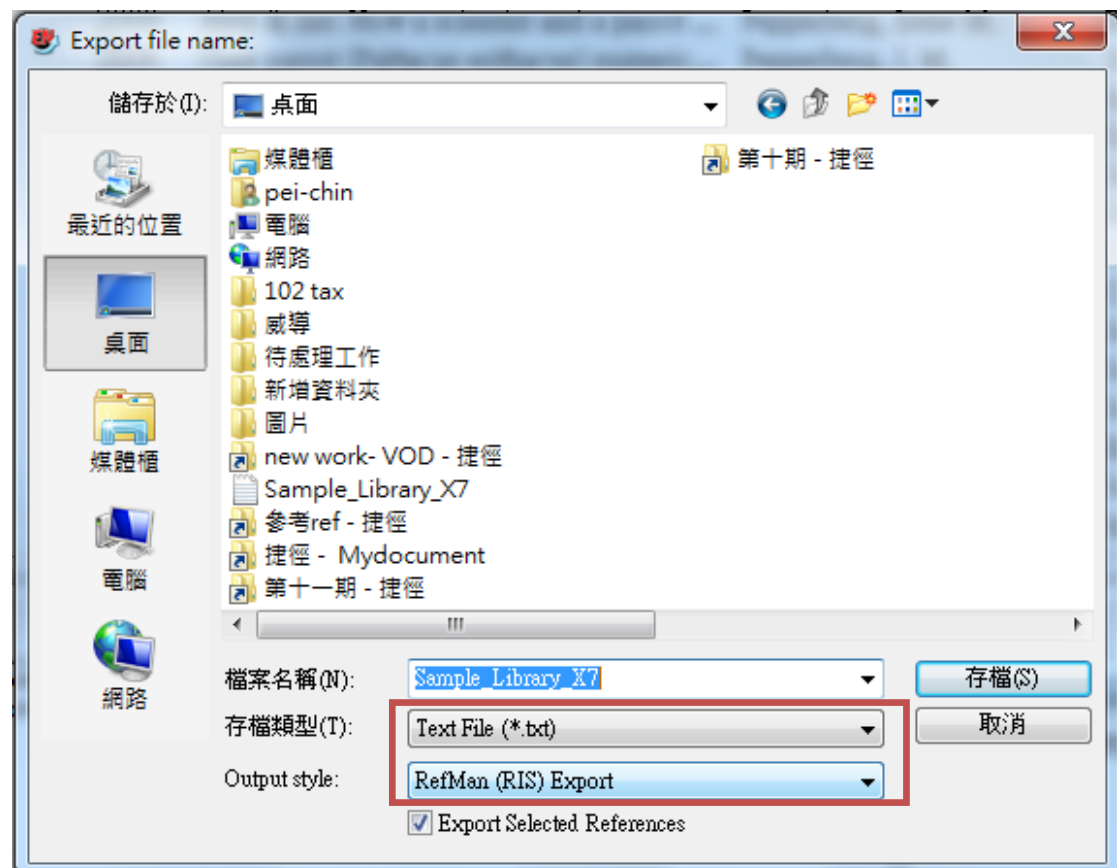 Export file name:
儲存於(I):
桌面
最近的位置
桌面
媒體櫃
電腦
網路
媒體櫃
pei-chin
電腦
網路
102 tax
威導
待處理工作
新增資料夾
圖片
new work- VOD - 捷徑
Sample_Library_X7
參考ref - 捷徑
捷徑 - Mydocument
第十一期 - 捷徑
第十期 - 捷徑
檔案名稱(N):
Sample_Library_X7
存檔(S)
存檔類型(T):
Text File (*.txt)
取消
Output style:
RefMan (RIS) Export
Export Selected References